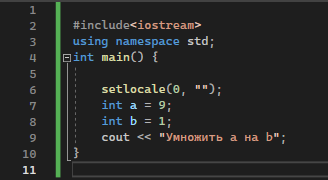 1
2 #include<iostream>
3 using namespace std;
4 int main() {
5
6 setlocale(0, "");
7 int a = 9;
8 int b = 1;
9 cout << "Умножить a на b";
10 }
11